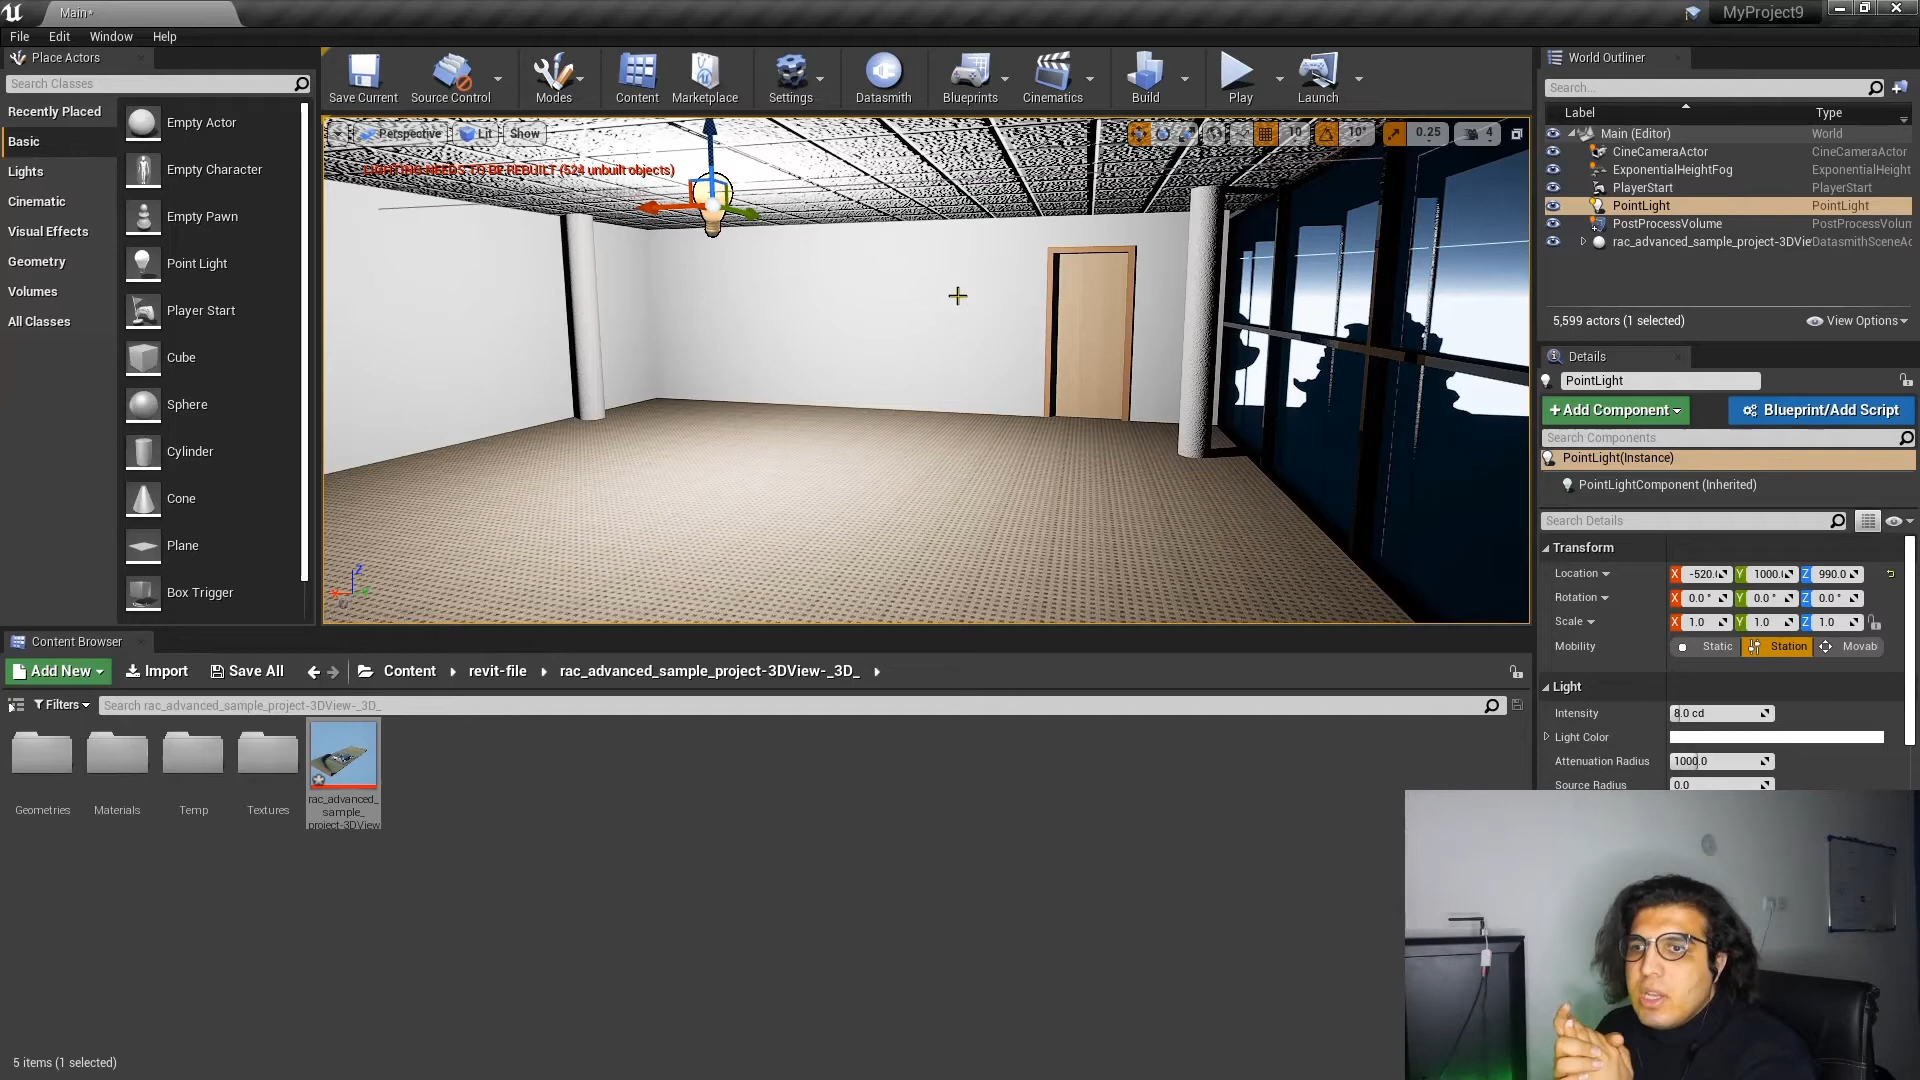 Main*
MyProject9
File Edit Window Help
Place Actors
Search Classes
Recently Placed
Basic
Lights
Cinematic
Visual Effects
Geometry
Volumes
All Classes
Empty Actor
Empty Character
Empty Pawn
Point Light
Player Start
Cube
Sphere
Cylinder
Cone
Plane
Box Trigger
Save Current Source Control Modes Content Marketplace Settings Datasmith Blueprints Cinematics Build Play Launch
Perspective Lit Show 10 10° 0.25 4
LIGHTING NEEDS TO BE REBUILT (524 unbuilt objects)
Z
World Outliner
Search...
Label Type
Main (Editor) World
CineCameraActor CineCameraActor
ExponentialHeightFog ExponentialHeight
PlayerStart PlayerStart
PointLight PointLight
PostProcessVolume PostProcessVolum
rac_advanced_sample_project-3DVie DatasmithSceneAc
5,599 actors (1 selected) View Options
Details
PointLight
+Add Component Blueprint/Add Script
Search Components
PointLight(Instance)
PointLightComponent (Inherited)
Search Details
Transform
Location X -520.( Y 1000.( Z 990.0
Rotation X 0.0 ° Y 0.0 ° Z 0.0 °
Scale X 1.0 Y 1.0 Z 1.0
Mobility Static Station Movab
Light
Intensity 8.0 cd
Light Color
Attenuation Radius 1000.0
Source Radius 0.0
Content Browser
Add New Import Save All Content revit-file rac_advanced_sample_project-3DView-_3D_
Filters Search rac_advanced_sample_project-3DView-_3D_
Geometries Materials Temp Textures
rac_advanced_
sample_
project-3DView
5 items (1 selected)